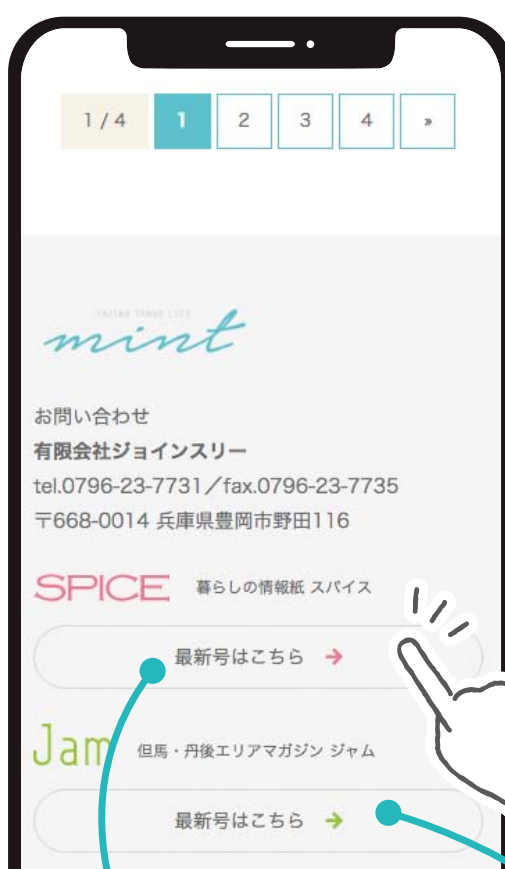 1 / 4 1 2 3 4 »
TAJIMA TANGO LIFE
mint
お問い合わせ
有限会社ジョインスリー
tel.0796-23-7731／fax.0796-23-7735
〒668-0014 兵庫県豊岡市野田116
SPICE 暮らしの情報紙 スパイス
最新号はこちら →
Jam 但馬・丹後エリアマガジン ジャム
最新号はこちら →